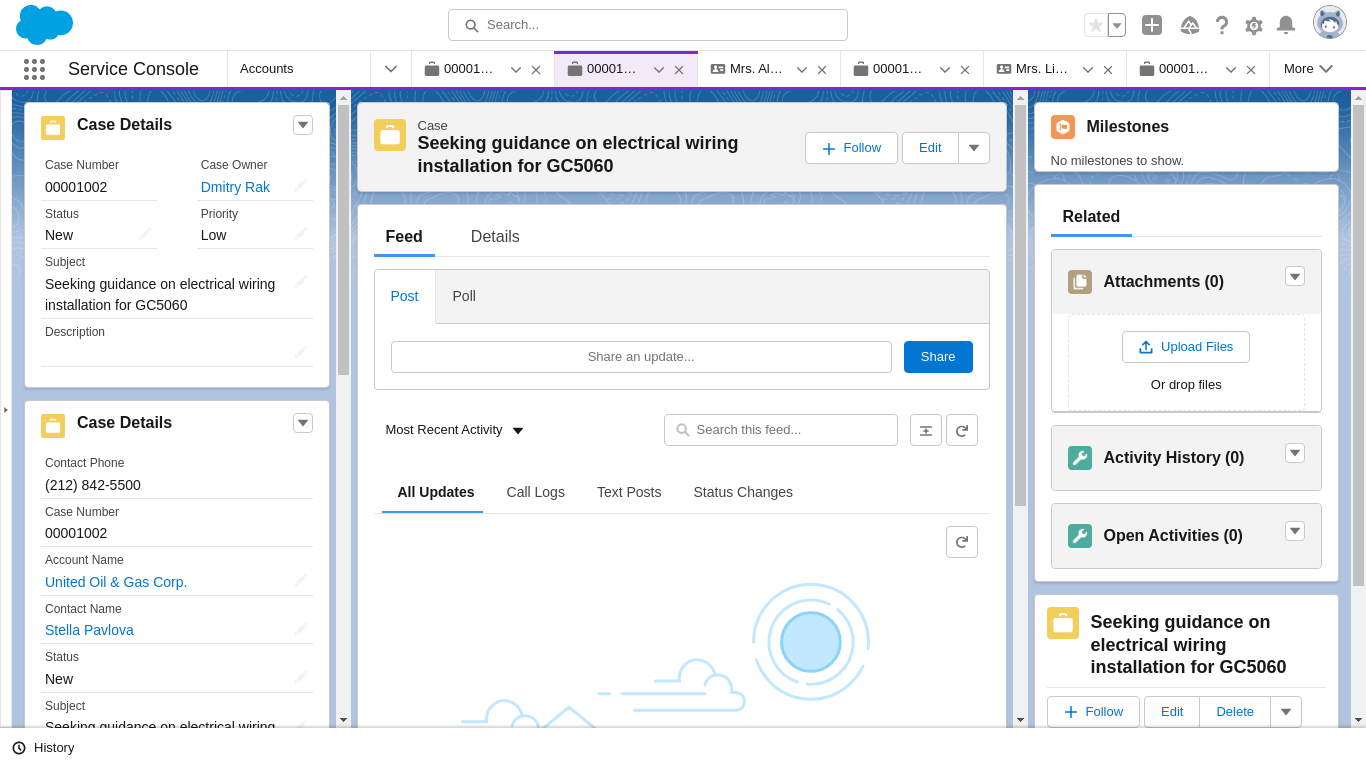 Search...
Service Console
Accounts
00001…
00001…
Mrs. Al…
00001…
Mrs. Li…
00001…
More
Case Details
Case Number
Case Owner
00001002
Dmitry Rak
Status
Priority
New
Low
Subject
Seeking guidance on electrical wiring
installation for GC5060
Description
Case Details
Contact Phone
(212) 842-5500
Case Number
00001002
Account Name
United Oil & Gas Corp.
Contact Name
Stella Pavlova
Status
New
Subject
Seeking guidance on electrical wiring
Case
Seeking guidance on electrical wiring
installation for GC5060
Follow
Edit
Feed
Details
Post
Poll
Share an update...
Share
Most Recent Activity
Search this feed...
All Updates
Call Logs
Text Posts
Status Changes
Milestones
No milestones to show.
Related
Attachments (0)
Upload Files
Or drop files
Activity History (0)
Open Activities (0)
Seeking guidance on
electrical wiring
installation for GC5060
Follow
Edit
Delete
History